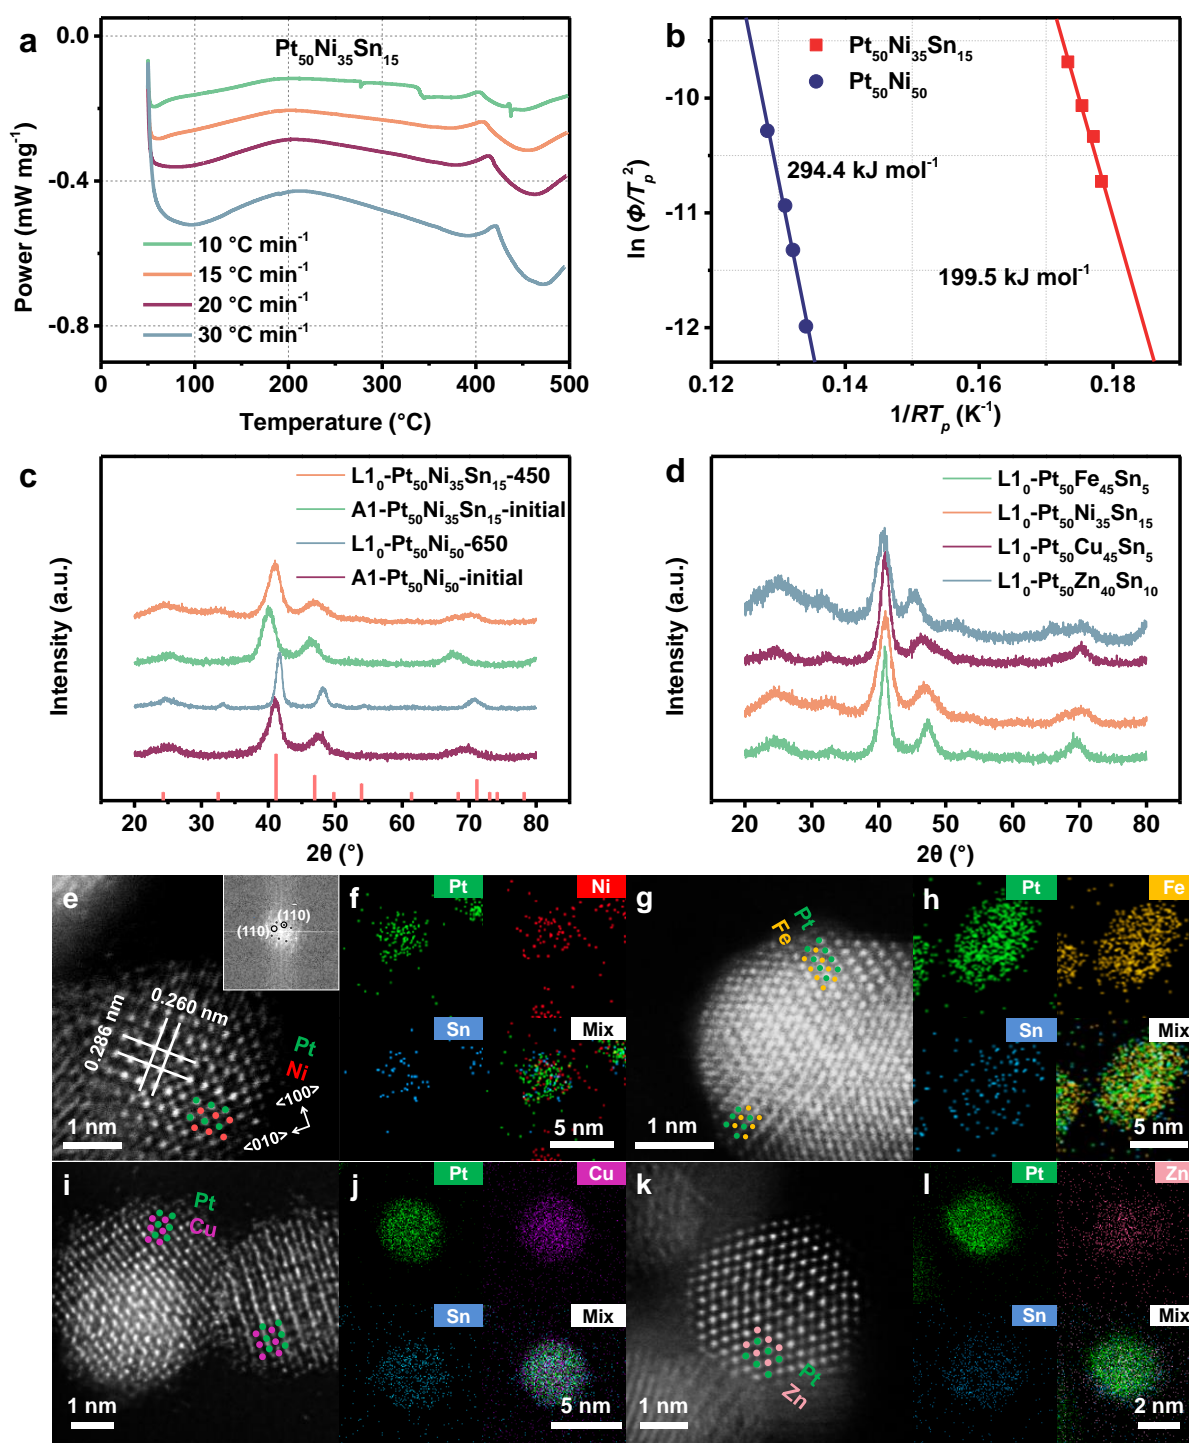 a
Pt50Ni35Sn15
0.0
-0.4
-0.8
Power (mW mg-1)
10 °C min-1
15 °C min-1
20 °C min-1
30 °C min-1
0 100 200 300 400 500
Temperature (°C)
b
Pt50Ni35Sn15
Pt50Ni50
294.4 kJ mol-1
199.5 kJ mol-1
-10
-11
-12
ln (Φ/Tp2)
0.12 0.14 0.16 0.18
1/RTp (K-1)
c
L10-Pt50Ni35Sn15-450
A1-Pt50Ni35Sn15-initial
L10-Pt50Ni50-650
A1-Pt50Ni50-initial
Intensity (a.u.)
20 30 40 50 60 70 80
2θ (°)
d
L10-Pt50Fe45Sn5
L10-Pt50Ni35Sn15
L10-Pt50Cu45Sn5
L10-Pt50Zn40Sn10
Intensity (a.u.)
20 30 40 50 60 70 80
2θ (°)
e
(110)
(110)
0.260 nm
0.286 nm
Pt
Ni
<100>
<010>
1 nm
f
Pt
Ni
Sn
Mix
5 nm
g
Pt
Fe
1 nm
h
Pt
Fe
Sn
Mix
5 nm
i
Pt
Cu
1 nm
j
Pt
Cu
Sn
Mix
5 nm
k
Pt
Zn
1 nm
l
Pt
Zn
Sn
Mix
2 nm